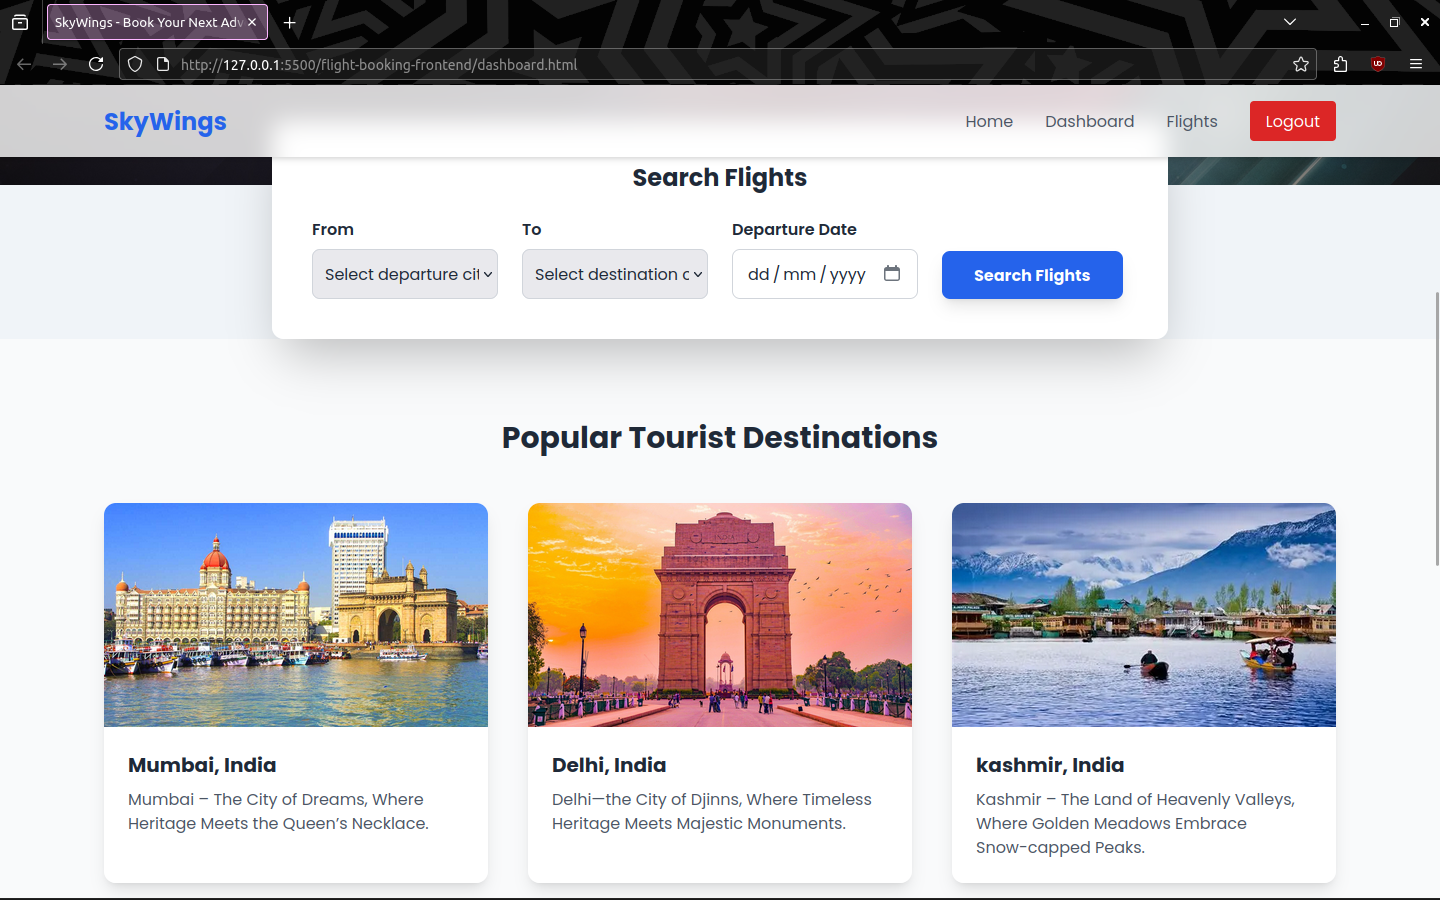 SkyWings - Book Your Next Adv
http://127.0.0.1:5500/flight-booking-frontend/dashboard.html
SkyWings
Home
Dashboard
Flights
Logout
Search Flights
From
To
Departure Date
Select departure cit
Select destination c
dd / mm / yyyy
Search Flights
Popular Tourist Destinations
Mumbai, India
Mumbai – The City of Dreams, Where
Heritage Meets the Queen’s Necklace.
Delhi, India
Delhi—the City of Djinns, Where Timeless
Heritage Meets Majestic Monuments.
kashmir, India
Kashmir – The Land of Heavenly Valleys,
Where Golden Meadows Embrace
Snow-capped Peaks.